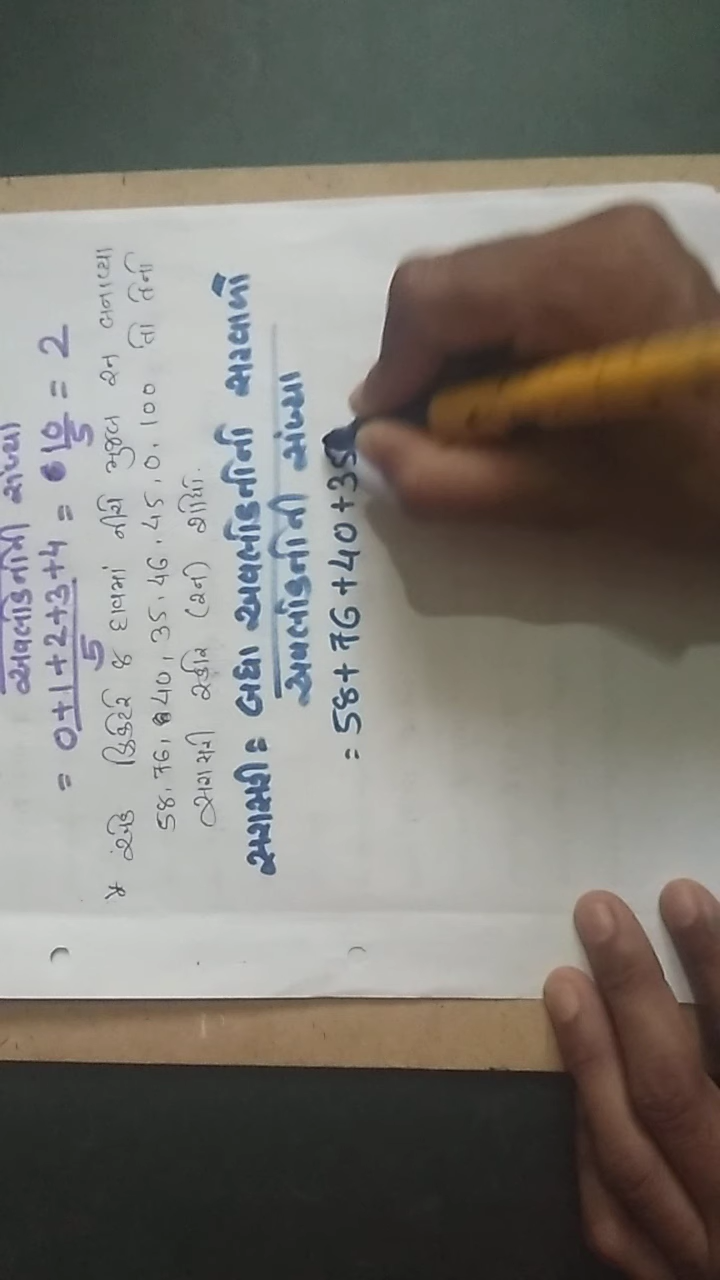 અવલોકનોની સંખ્યા
= 0+1+2+3+4 = 10 = 2
5 5
* એક ક્રિકેટરે 8 દાવમાં નીચે મુજબ રન બનાવ્યા
58, 76, 40, 35, 46, 45, 0, 100 તો તેની
સરાસરી સ્કોર (રન) શોધો.
સરાસરી = બધા અવલોકનોનો સરવાળો
અવલોકનોની સંખ્યા
= 58+76+40+35